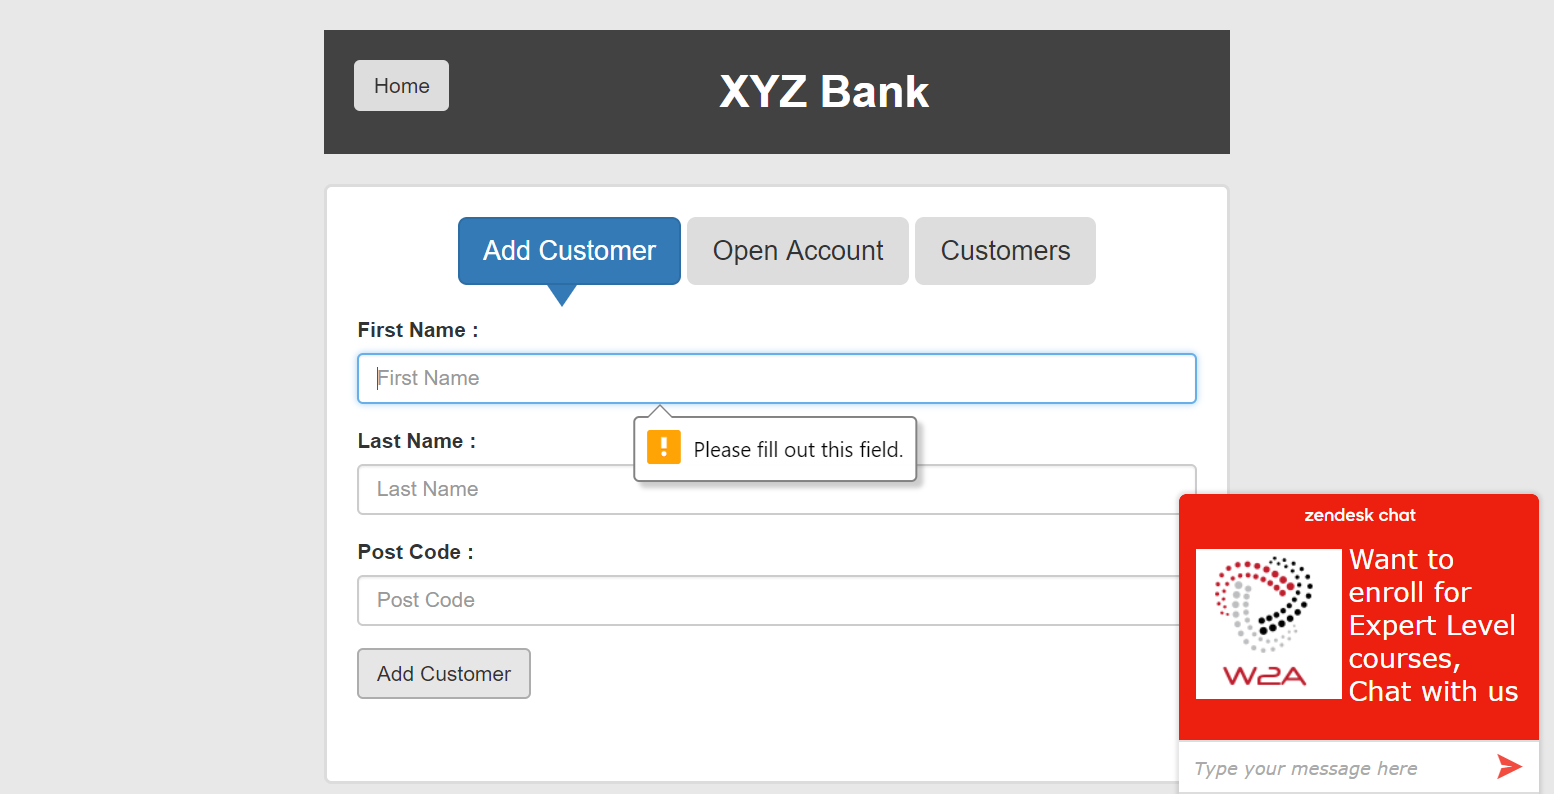 Home
XYZ Bank
Add Customer
Open Account
Customers
First Name :
First Name
Please fill out this field.
Last Name :
Last Name
Post Code :
Post Code
Add Customer
zendesk chat
W2A
Want to
enroll for
Expert Level
courses,
Chat with us
Type your message here